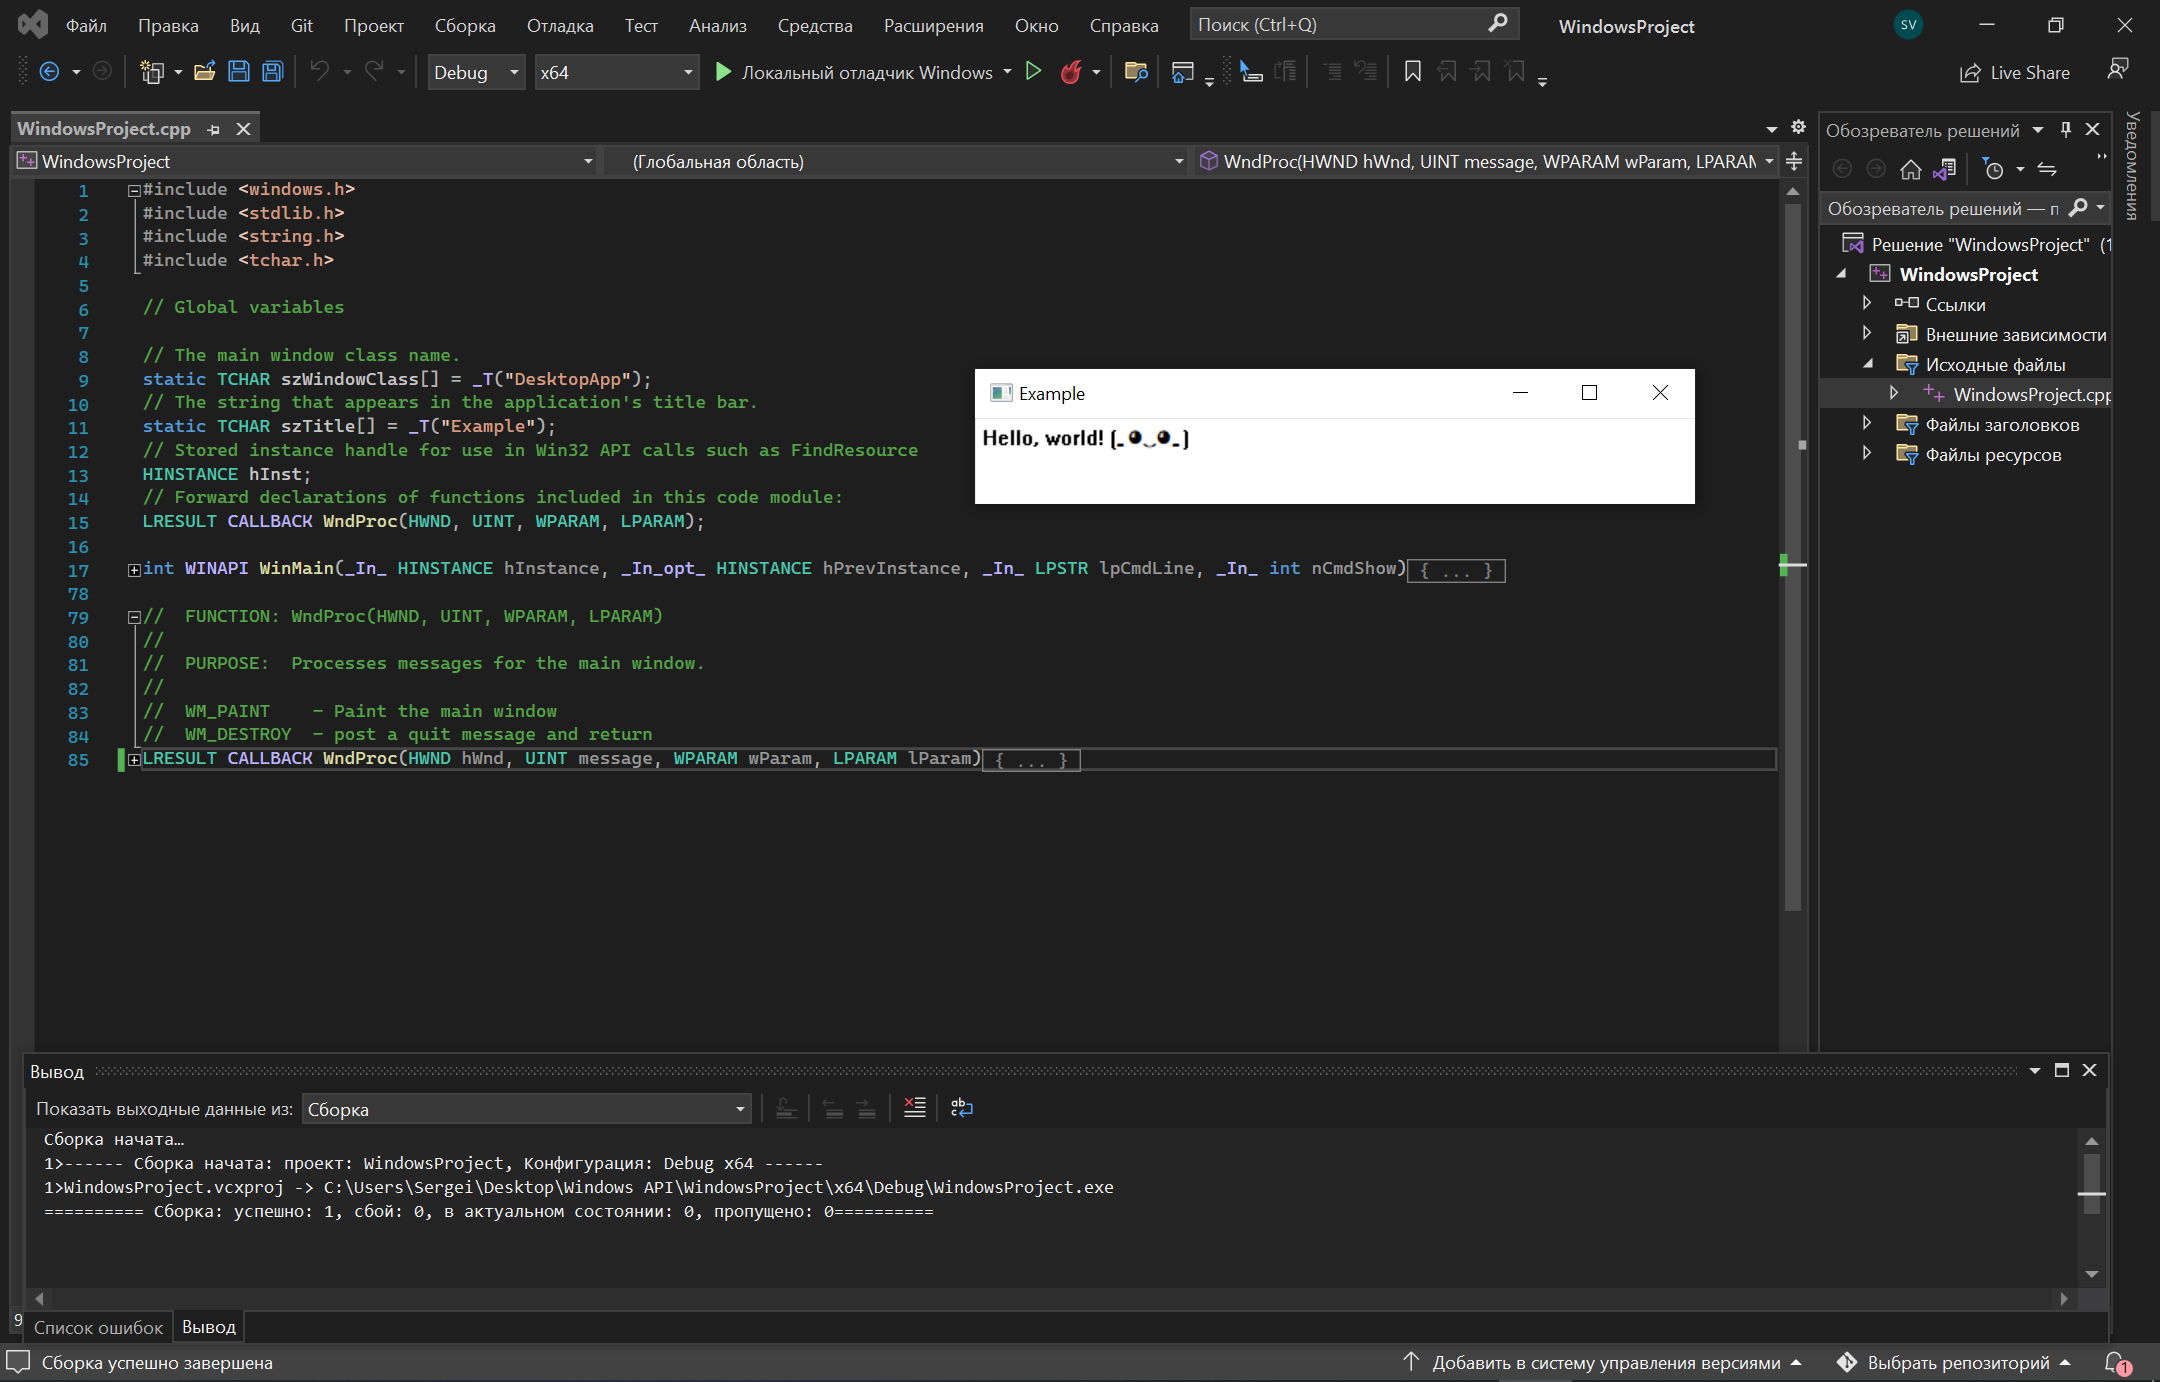 Файл Правка Вид Git Проект Сборка Отладка Тест Анализ Средства Расширения Окно Справка Поиск (Ctrl+Q) WindowsProject SV
Debug x64 Локальный отладчик Windows Live Share
WindowsProject.cpp
WindowsProject (Глобальная область) WndProc(HWND hWnd, UINT message, WPARAM wParam, LPARAM
1 #include <windows.h>
2 #include <stdlib.h>
3 #include <string.h>
4 #include <tchar.h>
5
6 // Global variables
7
8 // The main window class name.
9 static TCHAR szWindowClass[] = _T("DesktopApp");
10 // The string that appears in the application's title bar.
11 static TCHAR szTitle[] = _T("Example");
12 // Stored instance handle for use in Win32 API calls such as FindResource
13 HINSTANCE hInst;
14 // Forward declarations of functions included in this code module:
15 LRESULT CALLBACK WndProc(HWND, UINT, WPARAM, LPARAM);
16
17 int WINAPI WinMain(_In_ HINSTANCE hInstance, _In_opt_ HINSTANCE hPrevInstance, _In_ LPSTR lpCmdLine, _In_ int nCmdShow){ ... }
78
79 // FUNCTION: WndProc(HWND, UINT, WPARAM, LPARAM)
80 //
81 // PURPOSE: Processes messages for the main window.
82 //
83 // WM_PAINT - Paint the main window
84 // WM_DESTROY - post a quit message and return
85 LRESULT CALLBACK WndProc(HWND hWnd, UINT message, WPARAM wParam, LPARAM lParam){ ... }
Example
Hello, world! (
Обозреватель решений
Обозреватель решений — п
Решение "WindowsProject" (1
WindowsProject
Ссылки
Внешние зависимости
Исходные файлы
WindowsProject.cpp
Файлы заголовков
Файлы ресурсов
Уведомления
Вывод
Показать выходные данные из: Сборка
Сборка начата…
1>------ Сборка начата: проект: WindowsProject, Конфигурация: Debug x64 ------
1>WindowsProject.vcxproj -> C:\Users\Sergei\Desktop\Windows API\WindowsProject\x64\Debug\WindowsProject.exe
========== Сборка: успешно: 1, сбой: 0, в актуальном состоянии: 0, пропущено: 0==========
9
Список ошибок Вывод
Сборка успешно завершена Добавить в систему управления версиями Выбрать репозиторий 1